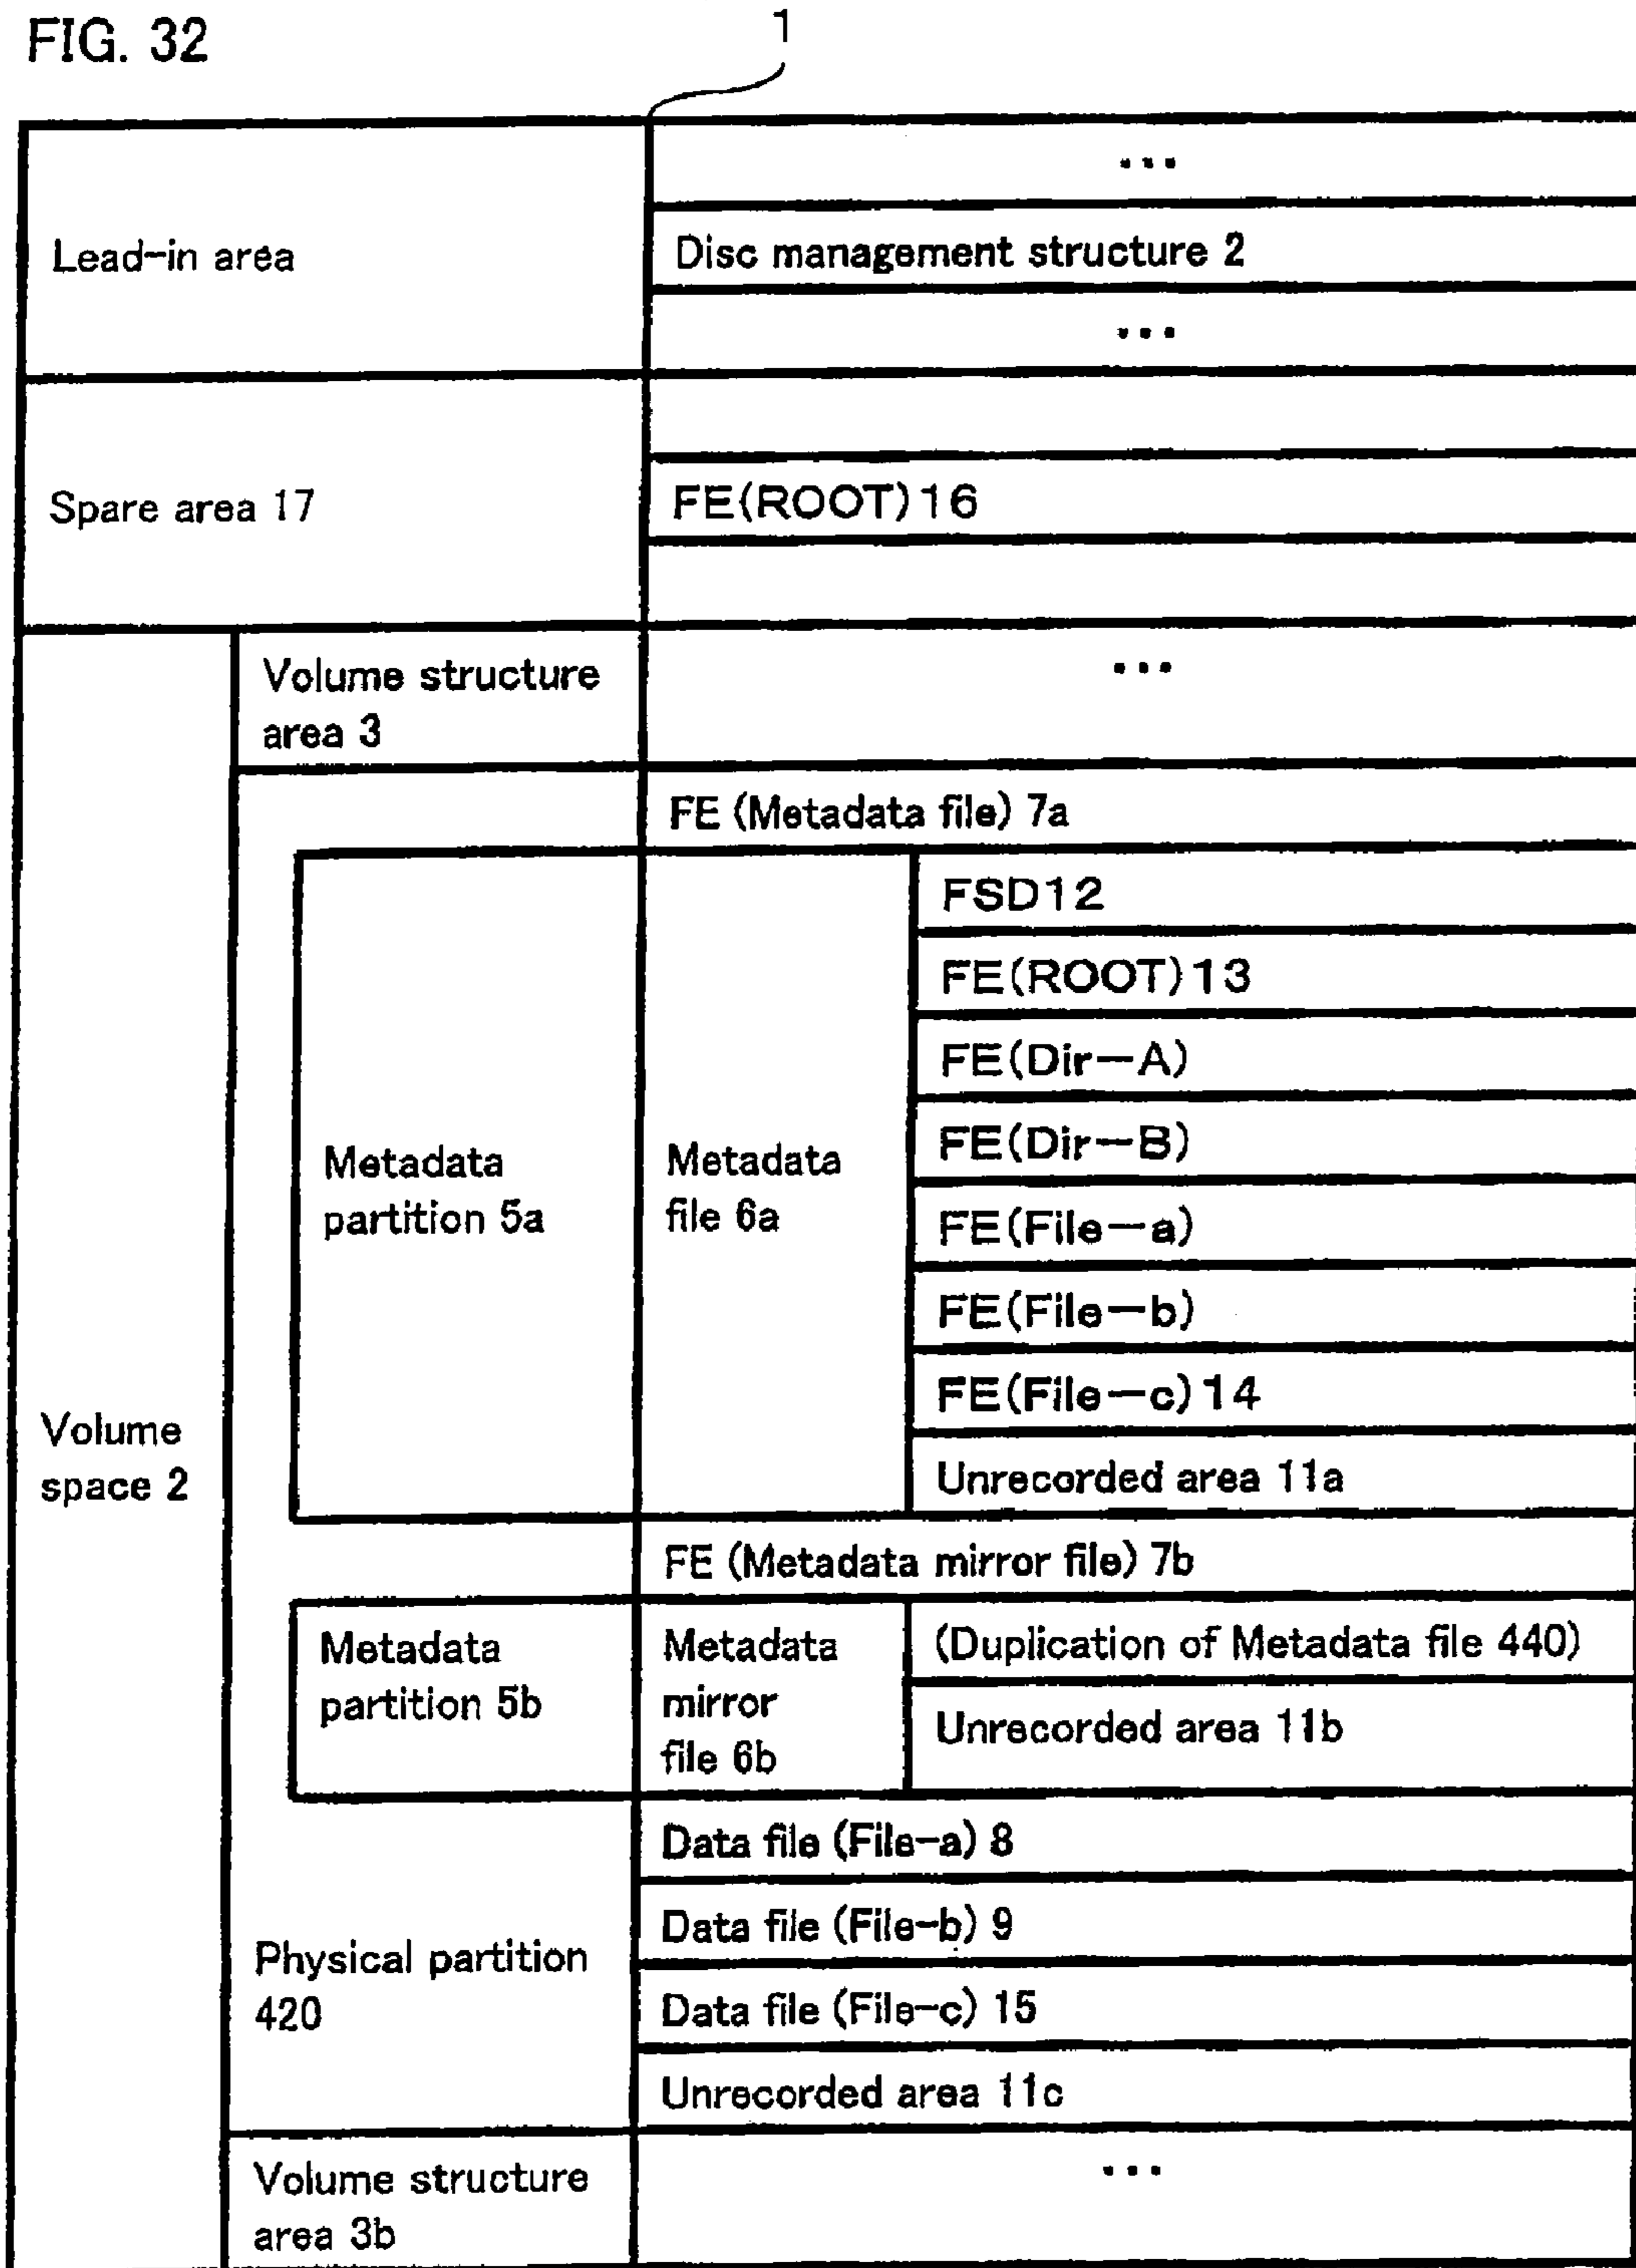 FIG. 32
1
...
Lead-in area
Disc management structure 2
...
Spare area 17
FE(ROOT)16
Volume structure
area 3
...
FE (Metadata file) 7a
Metadata
partition 5a
Metadata
file 6a
FSD12
FE(ROOT)13
FE(Dir—A)
FE(Dir—B)
FE(File—a)
FE(File—b)
FE(File—c)14
Unrecorded area 11a
Volume
space 2
FE (Metadata mirror file) 7b
Metadata
partition 5b
Metadata
mirror
file 6b
(Duplication of Metadata file 440)
Unrecorded area 11b
Physical partition
420
Data file (File-a) 8
Data file (File-b) 9
Data file (File-c) 15
Unrecorded area 11c
Volume structure
area 3b
...